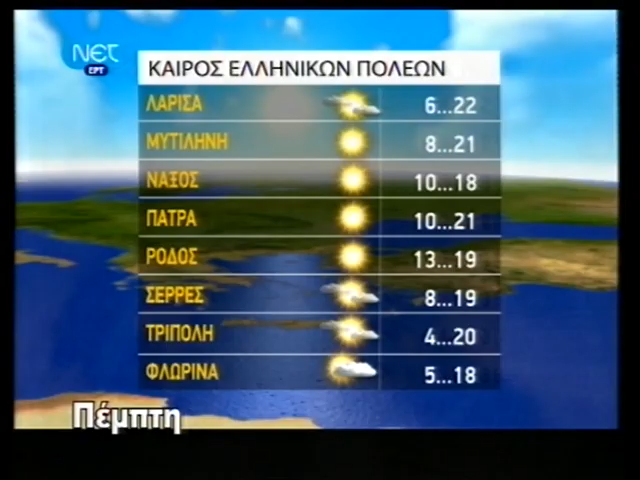 NET
ΕΡΤ
ΚΑΙΡΟΣ ΕΛΛΗΝΙΚΩΝ ΠΟΛΕΩΝ
ΛΑΡΙΣΑ 6...22
ΜΥΤΙΛΗΝΗ 8...21
ΝΑΞΟΣ 10...18
ΠΑΤΡΑ 10...21
ΡΟΔΟΣ 13...19
ΣΕΡΡΕΣ 8...19
ΤΡΙΠΟΛΗ 4...20
ΦΛΩΡΙΝΑ 5...18
Πέμπτη